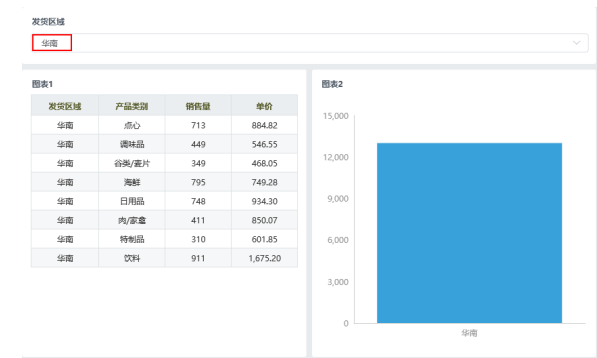 发货区域
华南
图表1
发货区域 产品类别 销售量 单价
华南 点心 713 884.82
华南 调味品 449 546.55
华南 谷类/麦片 349 468.05
华南 海鲜 795 749.28
华南 日用品 748 934.30
华南 肉/家禽 411 850.07
华南 特制品 310 601.85
华南 饮料 911 1,675.20
图表2
15,000
12,000
9,000
6,000
3,000
0
华南